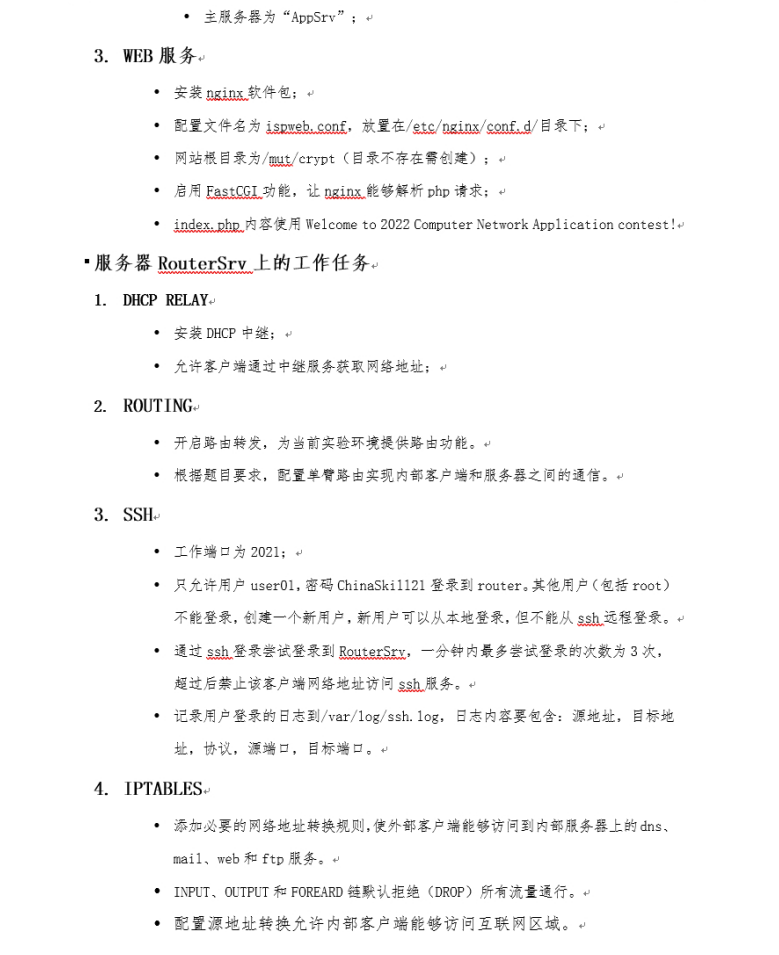 • 主服务器为“AppSrv”;
3. WEB 服务
• 安装 nginx 软件包;
• 配置文件名为 ispweb.conf，放置在/etc/nginx/conf.d/目录下;
• 网站根目录为/mut/crypt（目录不存在需创建）;
• 启用 FastCGI 功能，让 nginx 能够解析 php 请求;
• index.php 内容使用 Welcome to 2022 Computer Network Application contest!
▪ 服务器 RouterSrv 上的工作任务
1. DHCP RELAY
• 安装 DHCP 中继;
• 允许客户端通过中继服务获取网络地址;
2. ROUTING
• 开启路由转发，为当前实验环境提供路由功能。
• 根据题目要求，配置单臂路由实现内部客户端和服务器之间的通信。
3. SSH
• 工作端口为 2021;
• 只允许用户 user01，密码 ChinaSkill21 登录到 router。其他用户（包括 root）
不能登录，创建一个新用户，新用户可以从本地登录，但不能从 ssh 远程登录。
• 通过 ssh 登录尝试登录到 RouterSrv，一分钟内最多尝试登录的次数为 3 次，
超过后禁止该客户端网络地址访问 ssh 服务。
• 记录用户登录的日志到/var/log/ssh.log，日志内容要包含：源地址，目标地
址，协议，源端口，目标端口。
4. IPTABLES
• 添加必要的网络地址转换规则，使外部客户端能够访问到内部服务器上的 dns、
mail、web 和 ftp 服务。
• INPUT、OUTPUT 和 FOREARD 链默认拒绝（DROP）所有流量通行。
• 配置源地址转换允许内部客户端能够访问互联网区域。